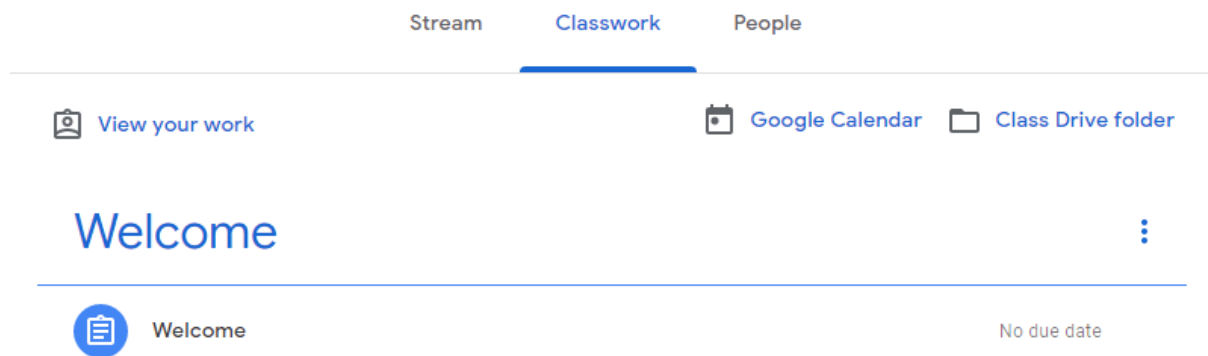 Stream Classwork People
View your work Google Calendar Class Drive folder
Welcome
Welcome No due date